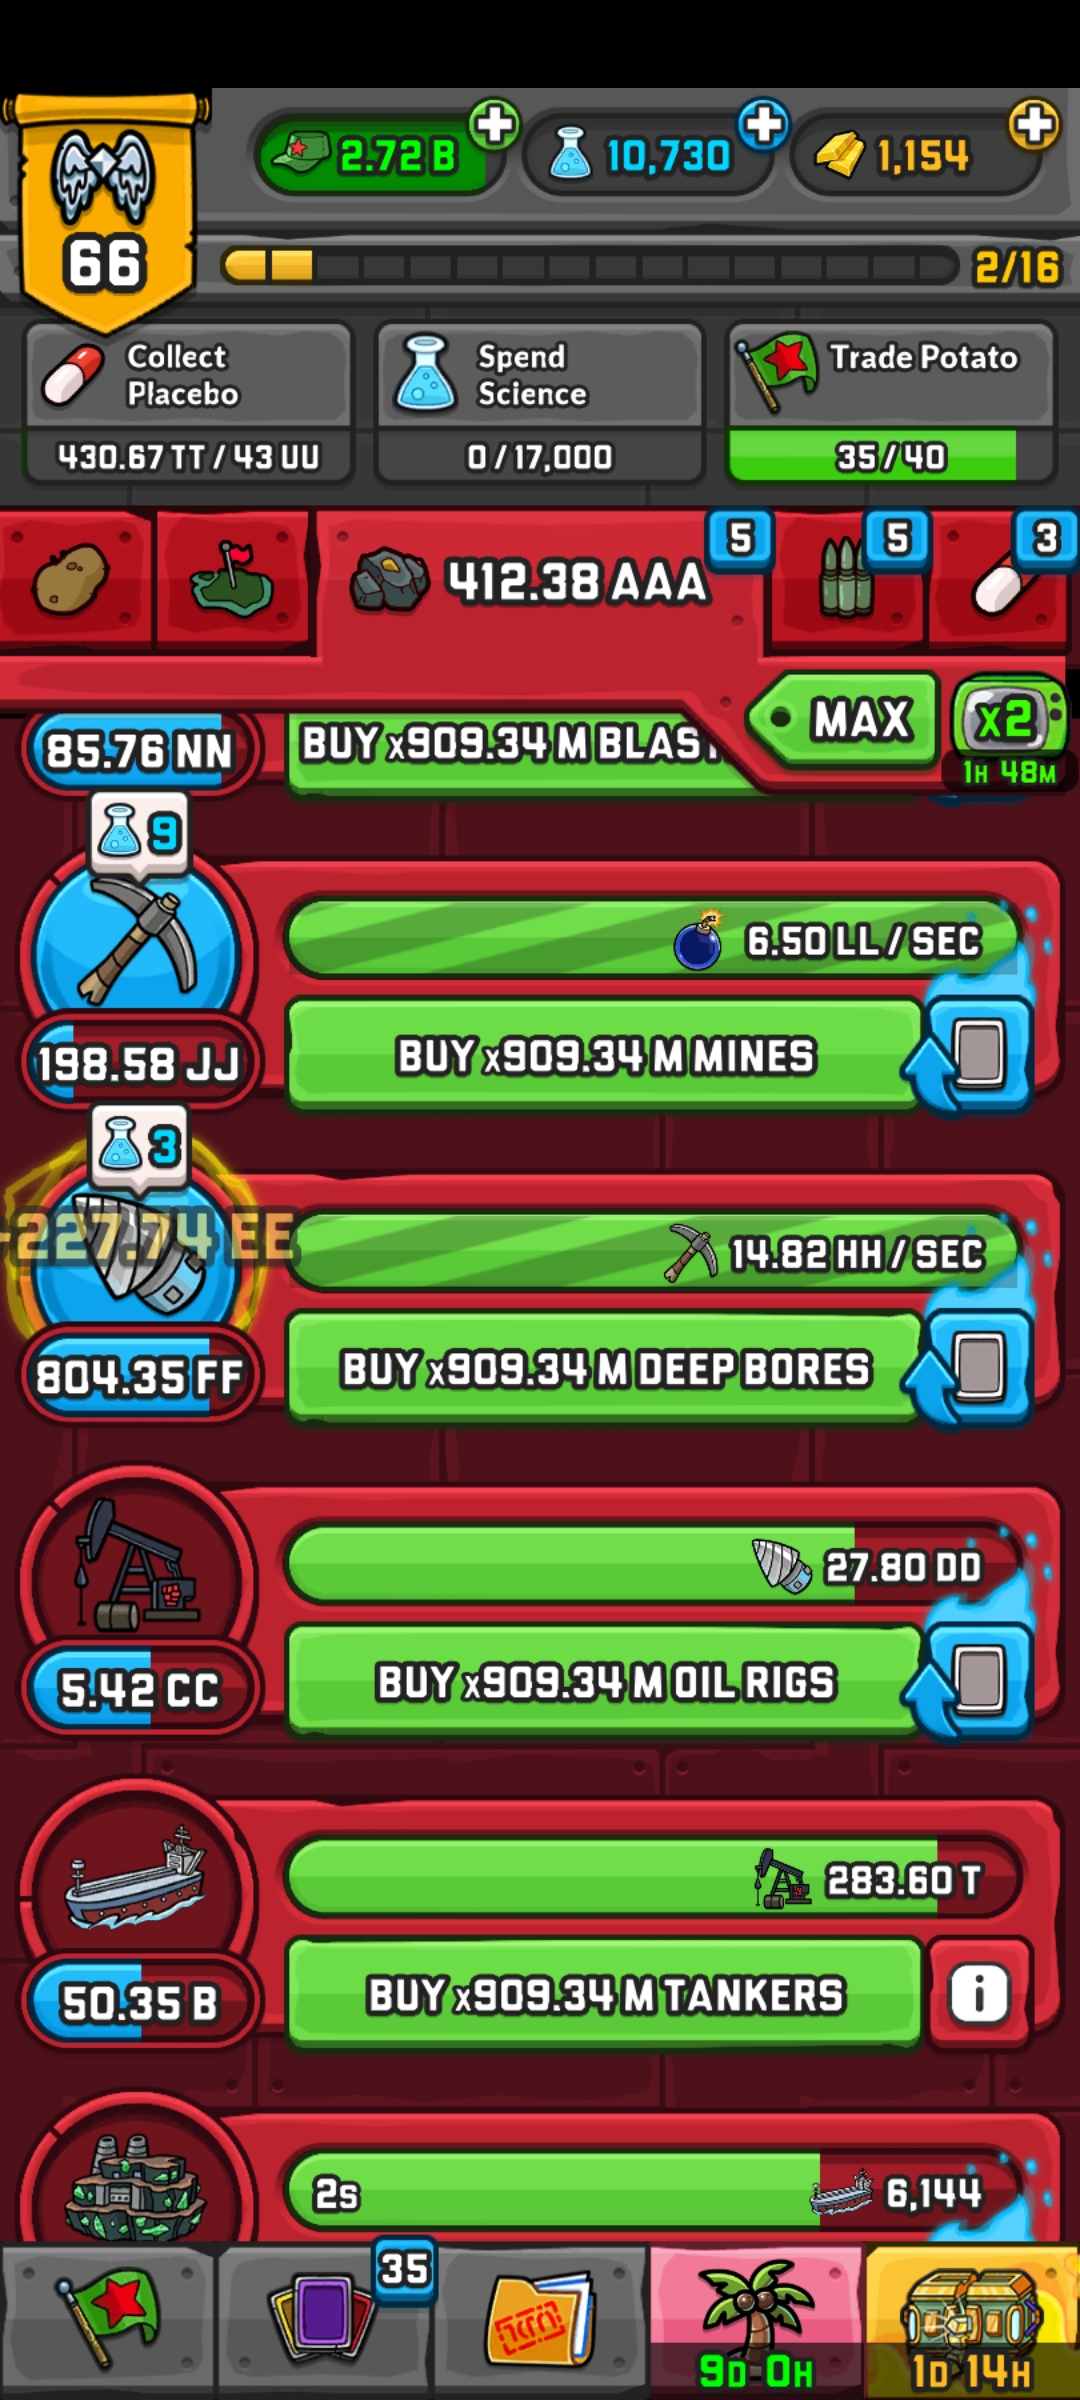 2.72 B
10,730
1,154
66
2/16
Collect
Placebo
Spend
Science
Trade Potato
430.67 TT / 43 UU
0 / 17,000
35 / 40
412.38 AAA
5
5
3
MAX
x2
1H 48M
85.76 NN
BUY x909.34 M BLAST
9
6.50 LL / SEC
198.58 JJ
BUY x909.34 M MINES
3
-227.74 EE
14.82 HH / SEC
804.35 FF
BUY x909.34 M DEEP BORES
27.80 DD
5.42 CC
BUY x909.34 M OIL RIGS
283.60 T
50.35 B
BUY x909.34 M TANKERS
i
2s
6,144
35
9D 0H
1D 14H